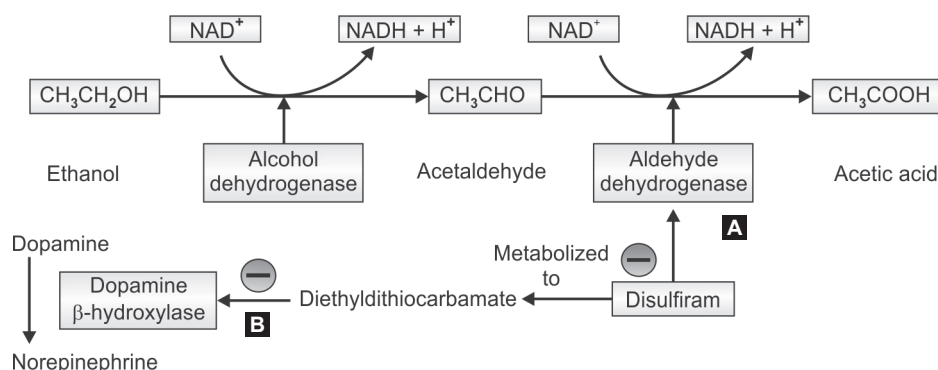 NAD⁺ NADH + H⁺ NAD⁺ NADH + H⁺
CH₃CH₂OH CH₃CHO CH₃COOH
Ethanol Alcohol dehydrogenase Acetaldehyde Aldehyde dehydrogenase Acetic acid
A
Dopamine
Metabolized
to
Dopamine
β-hydroxylase
Diethyldithiocarbamate
Disulfiram
B
Norepinephrine